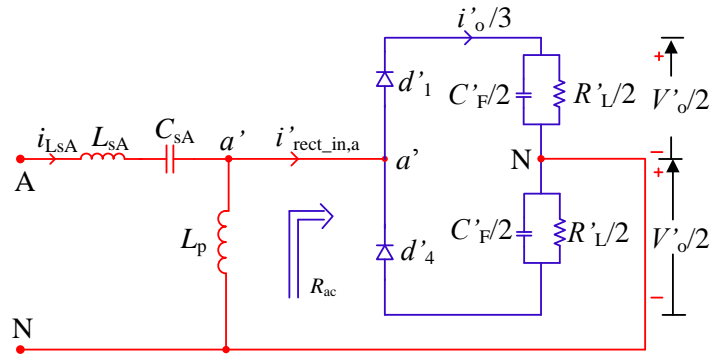 i'o/3
+
d'1
C'F/2
R'L/2
V'o/2
iLsA
LsA
CsA
a'
i'rect_in,a
a'
N
−
+
A
Lp
d'4
C'F/2
R'L/2
V'o/2
Rac
−
N